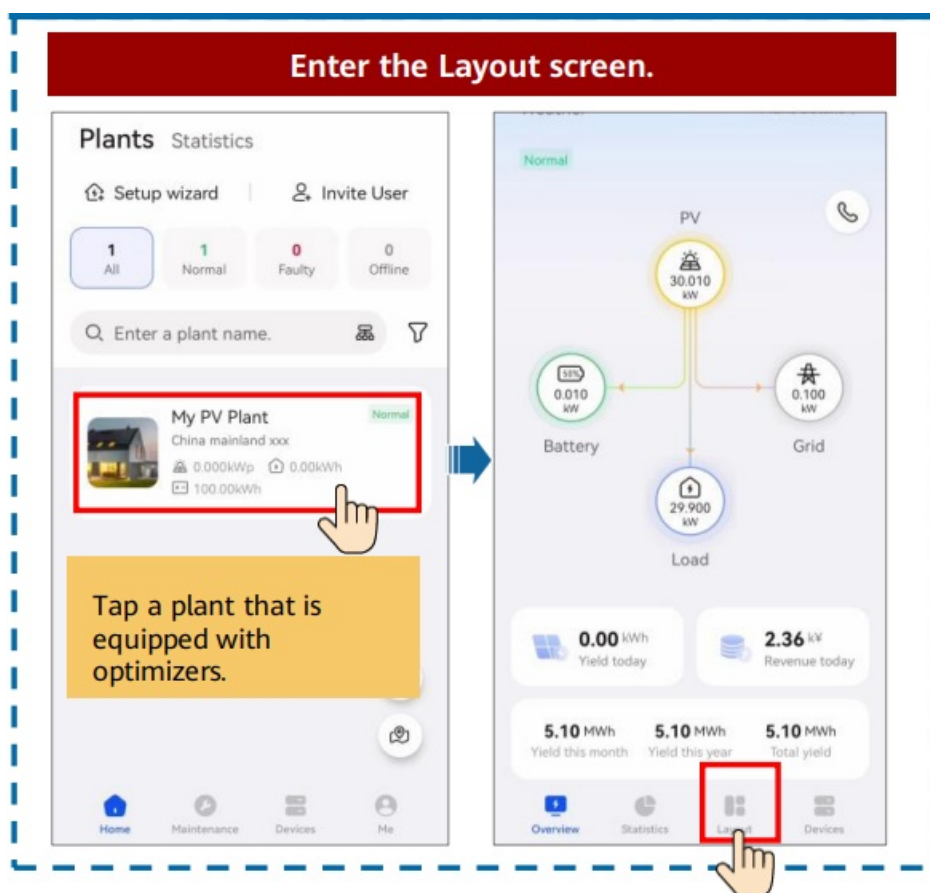 Enter the Layout screen.
Plants Statistics
Setup wizard
Invite User
1
All
1
Normal
0
Faulty
0
Offline
Enter a plant name.
My PV Plant
Normal
China mainland xxx
0.000kWp
0.00kWh
100.00kWh
Tap a plant that is
equipped with
optimizers.
Home
Maintenance
Devices
Me
Normal
PV
30.010
kW
50%
0.010
kW
Battery
0.100
kW
Grid
29.900
kW
Load
0.00 kWh
Yield today
2.36 k¥
Revenue today
5.10 MWh
Yield this month
5.10 MWh
Yield this year
5.10 MWh
Total yield
Overview
Statistics
Devices